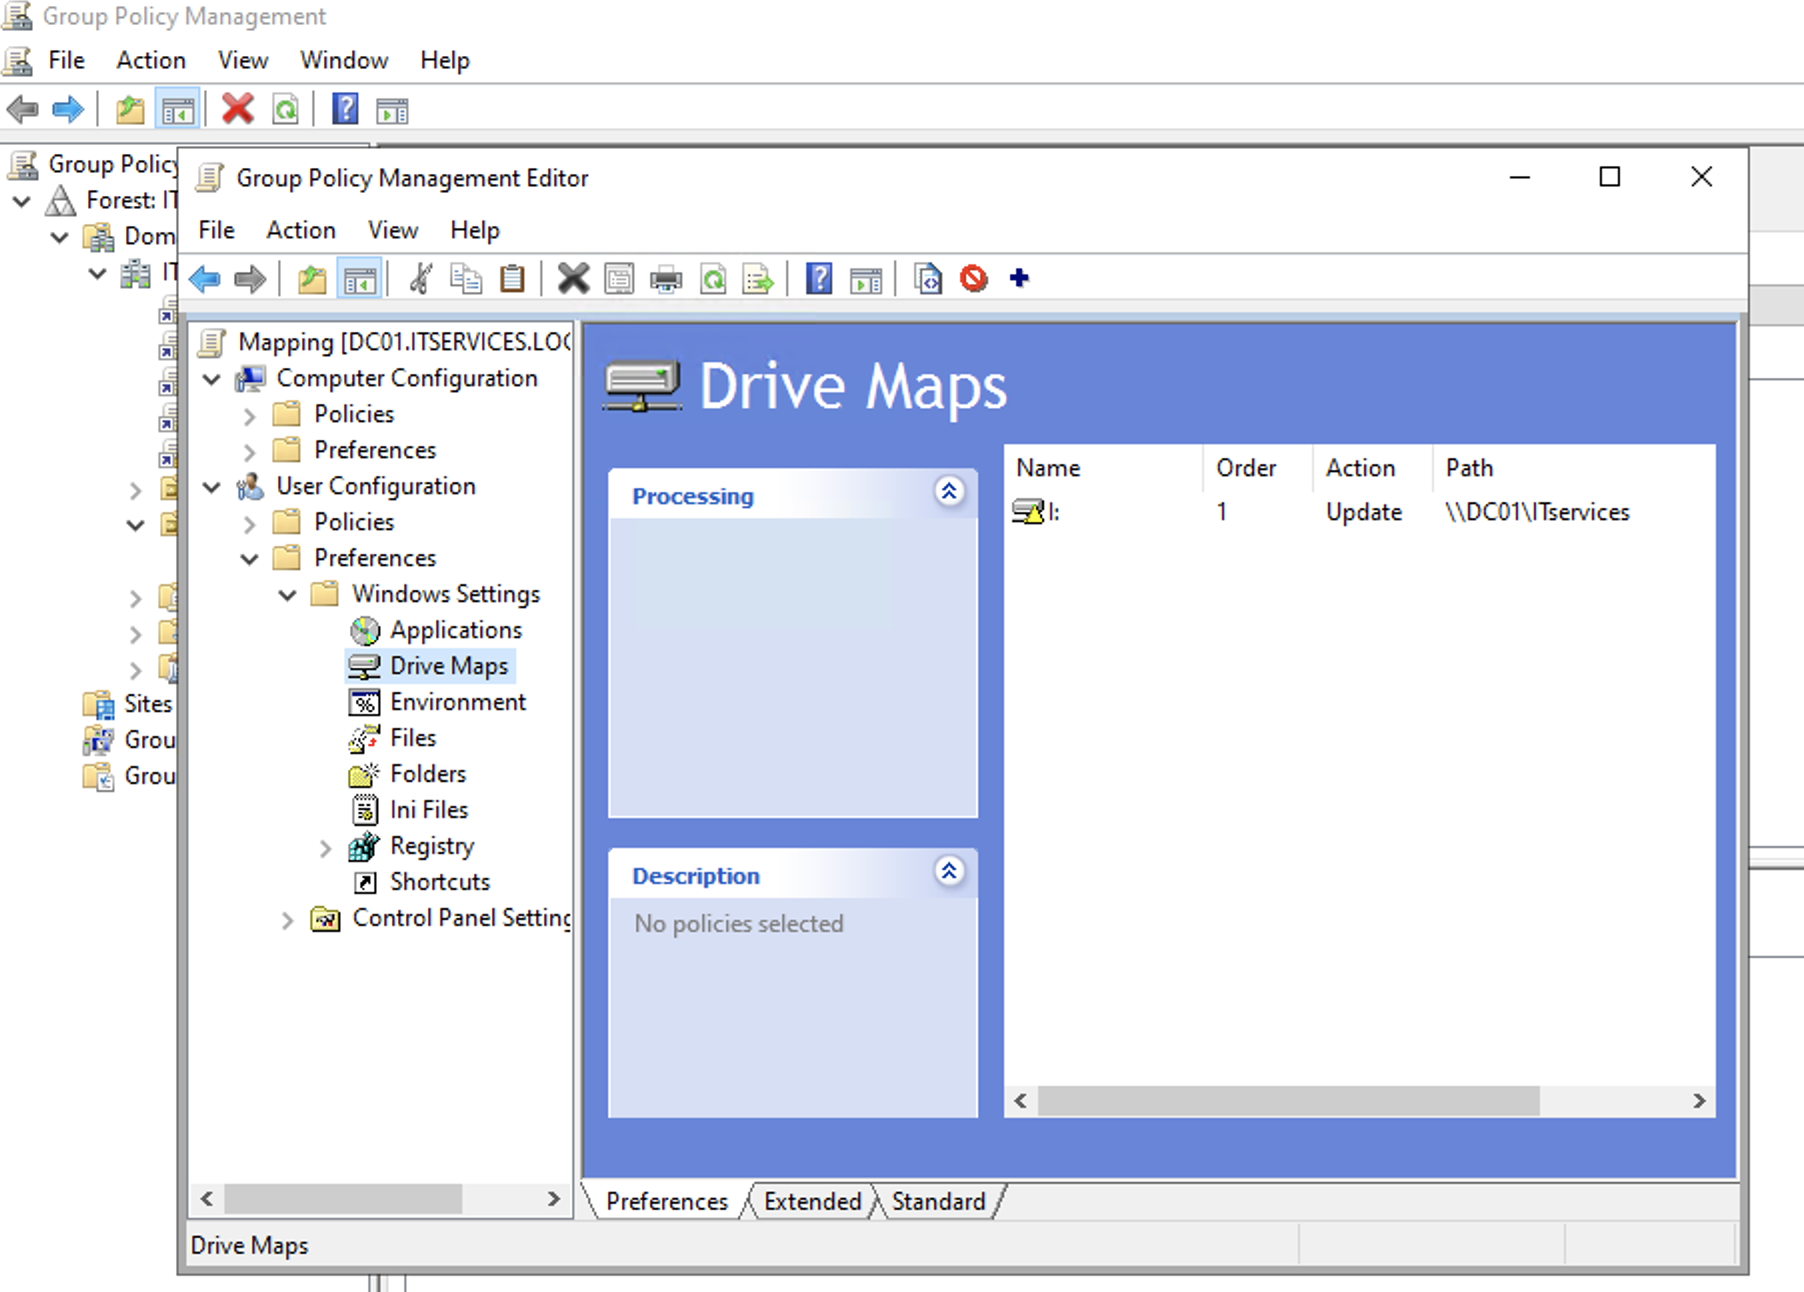 Group Policy Management
File Action View Window Help
Group Policy
Forest: IT
Dom
IT
Sites
Grou
Grou
Group Policy Management Editor
File Action View Help
Mapping [DC01.ITSERVICES.LOC
Computer Configuration
Policies
Preferences
User Configuration
Policies
Preferences
Windows Settings
Applications
Drive Maps
Environment
Files
Folders
Ini Files
Registry
Shortcuts
Control Panel Setting
Drive Maps
Processing
Description
No policies selected
Name Order Action Path
I: 1 Update \\DC01\ITservices
Preferences Extended Standard
Drive Maps